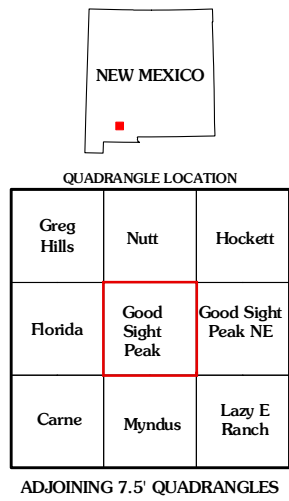 NEW MEXICO
QUADRANGLE LOCATION
Greg
Hills
Nutt
Hockett
Florida
Good
Sight
Peak
Good Sight
Peak NE
Carne
Myndus
Lazy E
Ranch
ADJOINING 7.5' QUADRANGLES